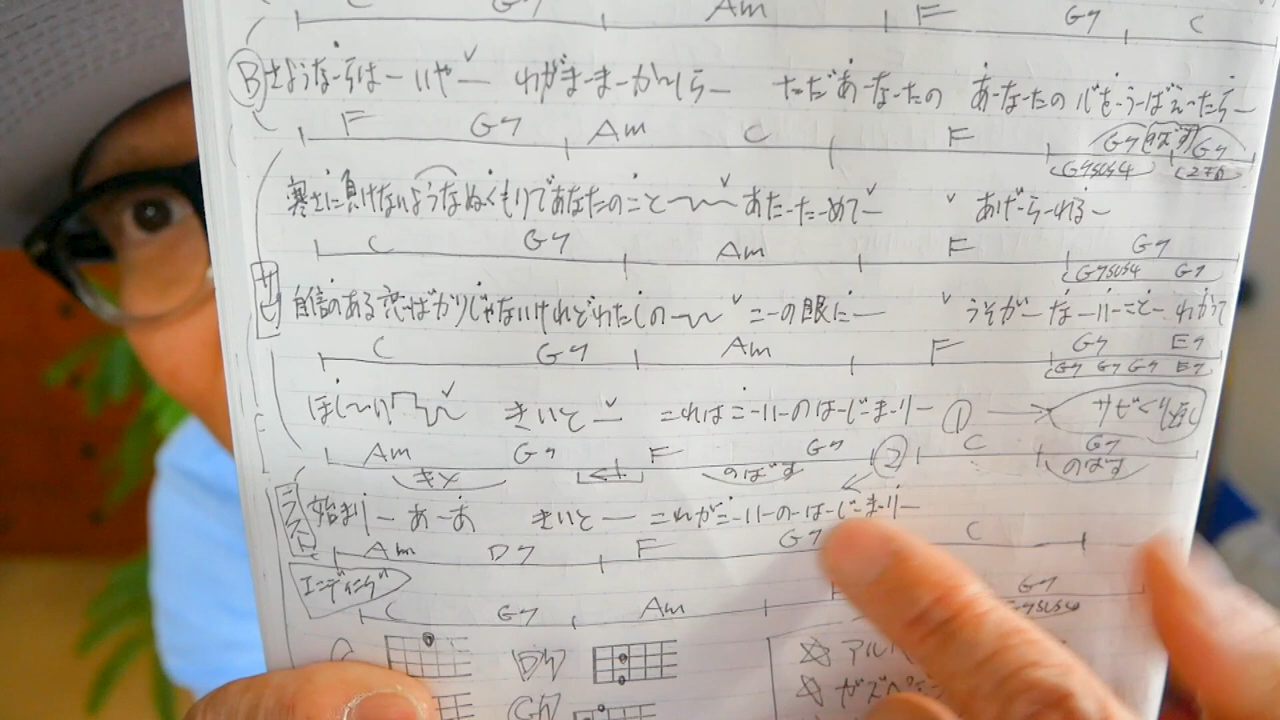 C G7 Am F G7 C
B さような-らは- いや- わがま-ま-か〜しら- た-だ-あ-な-たの あ-な-たの 心を-う-ば-え-たら-
F G7 Am C F G7 のばす G7
G7sus4
寒さに負けないようなぬくもりであなたのこと〜 あた-た-めて- あげ-ら-れる-
C G7 Am F G7
G7sus4 G7
サビ 自信のある恋-ばかりじゃないけれどわたしの〜 こ-の眼に- うそが-な-い-こと- わかって
C G7 Am F G7 E7
G7 G7 G7 E7
ほし〜い きいと- これはこ-い-のは-じ-ま-り- ① サビくり返し
Am G7 F G7 ② C G7
キメ のばす のばす
ラスト 始まり-あ-あ きいと- これがこ-い-の-は-じ-ま-り-
Am D7 F G7 C
エンディング
C G7 Am G7
G7sus4
C D7 ☆ アル
G7 ☆ ガズ